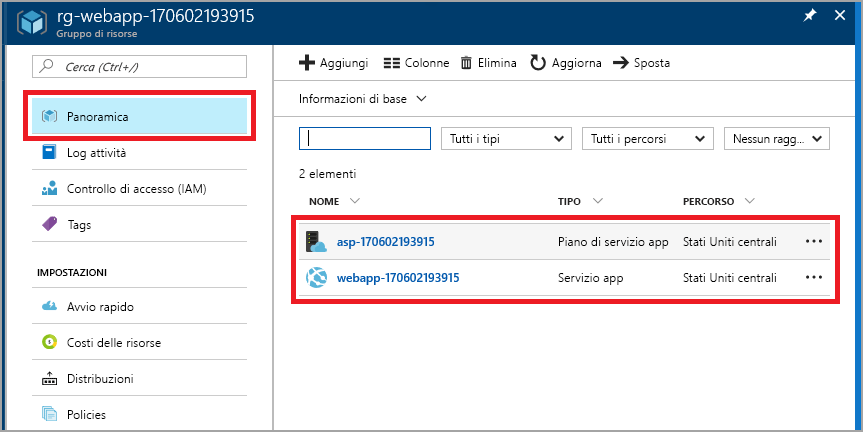 rg-webapp-170602193915
Gruppo di risorse
Cerca (Ctrl+/)
Panoramica
Log attività
Controllo di accesso (IAM)
Tags
IMPOSTAZIONI
Avvio rapido
Costi delle risorse
Distribuzioni
Policies
Aggiungi Colonne Elimina Aggiorna Sposta
Informazioni di base
Tutti i tipi Tutti i percorsi Nessun ragg...
2 elementi
NOME TIPO PERCORSO
asp-170602193915 Piano di servizio app Stati Uniti centrali ...
webapp-170602193915 Servizio app Stati Uniti centrali ...